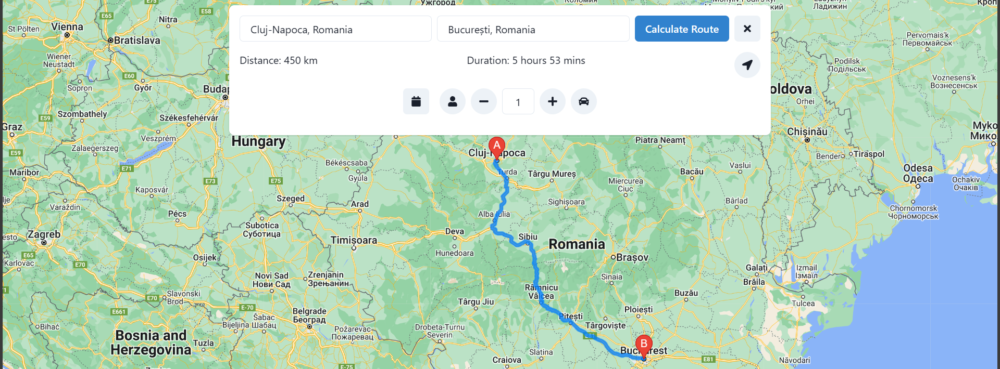 Cluj-Napoca, Romania
București, Romania
Calculate Route
Distance: 450 km
Duration: 5 hours 53 mins
1
Ужгород
E75
E58
E65
Nitra
St Pölten
Vienna
Bratislava
Wiener
Neustadt
E60
Sopron
Győr
Szombathely
E59
Székesfehérvár
Graz
Veszprém
Zalaegerszeg
E59
Hungary
E71
Maribor
E73
E75
Kaposvár
Varaždin
Szeged
Pécs
Békéscsaba
Gyula
Arad
Subotica
Суботица
Zagreb
E65
Karlovac
E70
Osijek
Timișoara
Novi Sad
Нови Сад
Zrenjanin
Зрењанин
E70
Slavonski
Brod
E661
E-70
Šabac
Шабац
Bijeljina
Belgrade
Београд
Požarevac
Пожаревац
Bihać
Bosnia and
Herzegovina
Tuzla
E-75
A
Cluj-Napoca
Turda
Târgu Mureș
Piatra Neamț
Bacău
Vaslui
Miercurea
Ciuc
Sighișoara
Bârlad
Alba Iulia
Deva
Sibiu
Hunedoara
Romania
Brașov
Sinaia
Galați
Brăila
Izmail
Ізмаїл
Tulcea
Râmnicu
Vâlcea
Buzău
Târgu Jiu
Ploiești
Pitești
Târgoviște
Drobeta-Turnu
Severin
E81
Slatina
Craiova
B
Bucharest
E81
Năvodari
Ладижин
Pervomais'k
Первомайськ
Podilsk
Подільськ
Voznesens'k
Вознесенськ
oldova
Orhei
Chișinău
Bender
Tiraspol
Myko
Мико
Odesa
Одеса
Ochakiv
Очаків
Chornomorsk
Чорноморськ